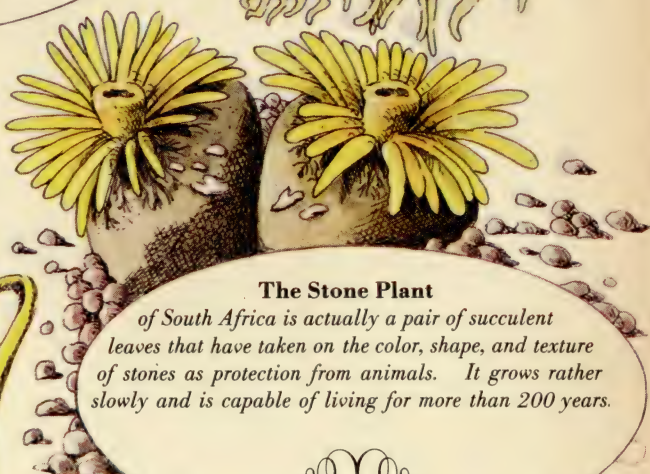 The Stone Plant
of South Africa is actually a pair of succulent
leaves that have taken on the color, shape, and texture
of stones as protection from animals. It grows rather
slowly and is capable of living for more than 200 years.